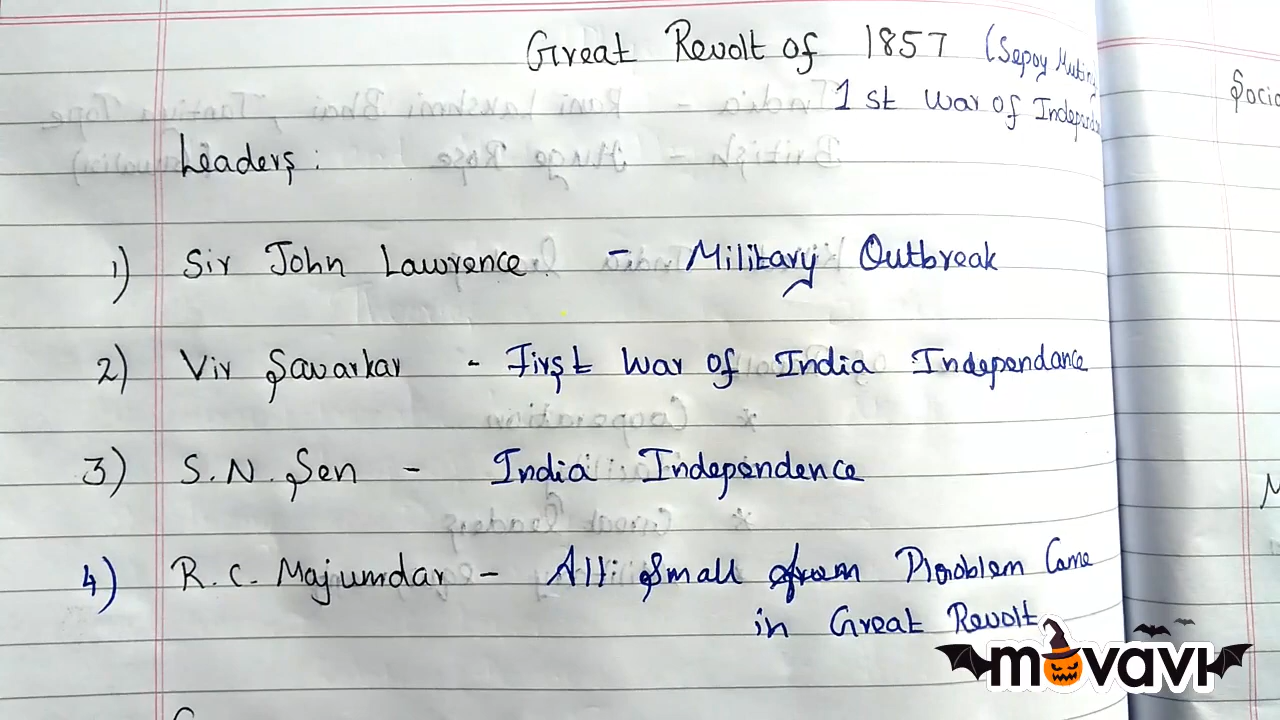 Great Revolt of 1857 (Sepoy Mutiny
1st War of Independ
Leaders:
1) Sir John Lawrence - Military Outbreak
2) Vir Savarkar - First War of India Independance
3) S.N. Sen - India Independence
4) R.C. Majumdar - All small from Problem Came
in Great Revolt
Socia
movavi